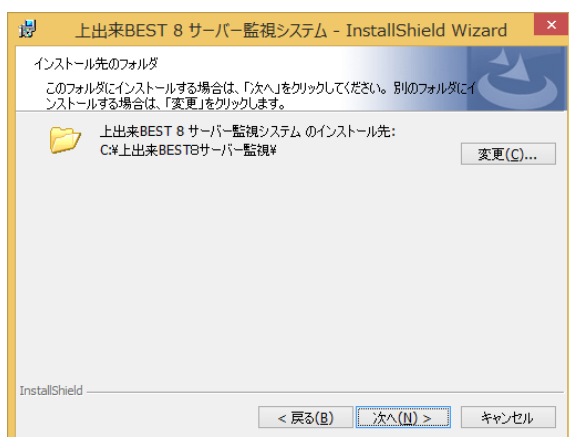 上出来BEST 8 サーバー監視システム - InstallShield Wizard
インストール先のフォルダ
このフォルダにインストールする場合は、「次へ」をクリックしてください。別のフォルダにイ
ンストールする場合は、「変更」をクリックします。
上出来BEST 8 サーバー監視システム のインストール先:
C:¥上出来BEST8サーバー監視¥
変更(C)...
InstallShield
< 戻る(B)
次へ(N) >
キャンセル